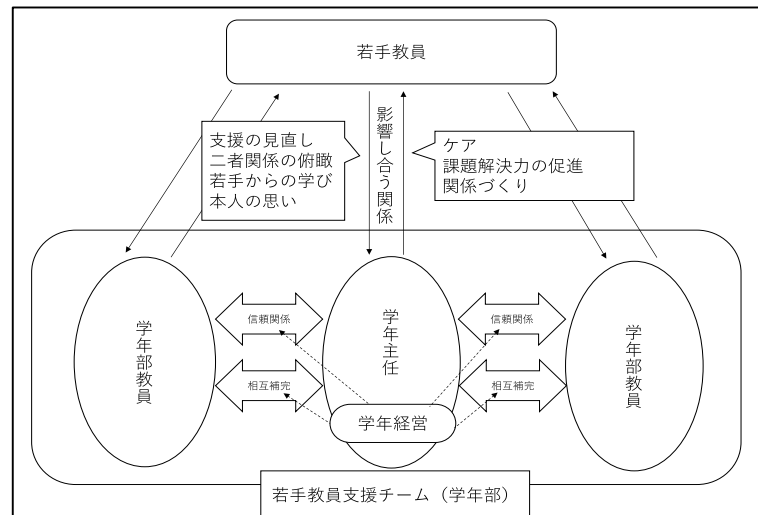 若手教員
支援の見直し
二者関係の俯瞰
若手からの学び
本人の思い
影響し合う関係
ケア
課題解決力の促進
関係づくり
学年部教員
信頼関係
相互補完
学年主任
信頼関係
相互補完
学年部教員
学年経営
若手教員支援チーム（学年部）